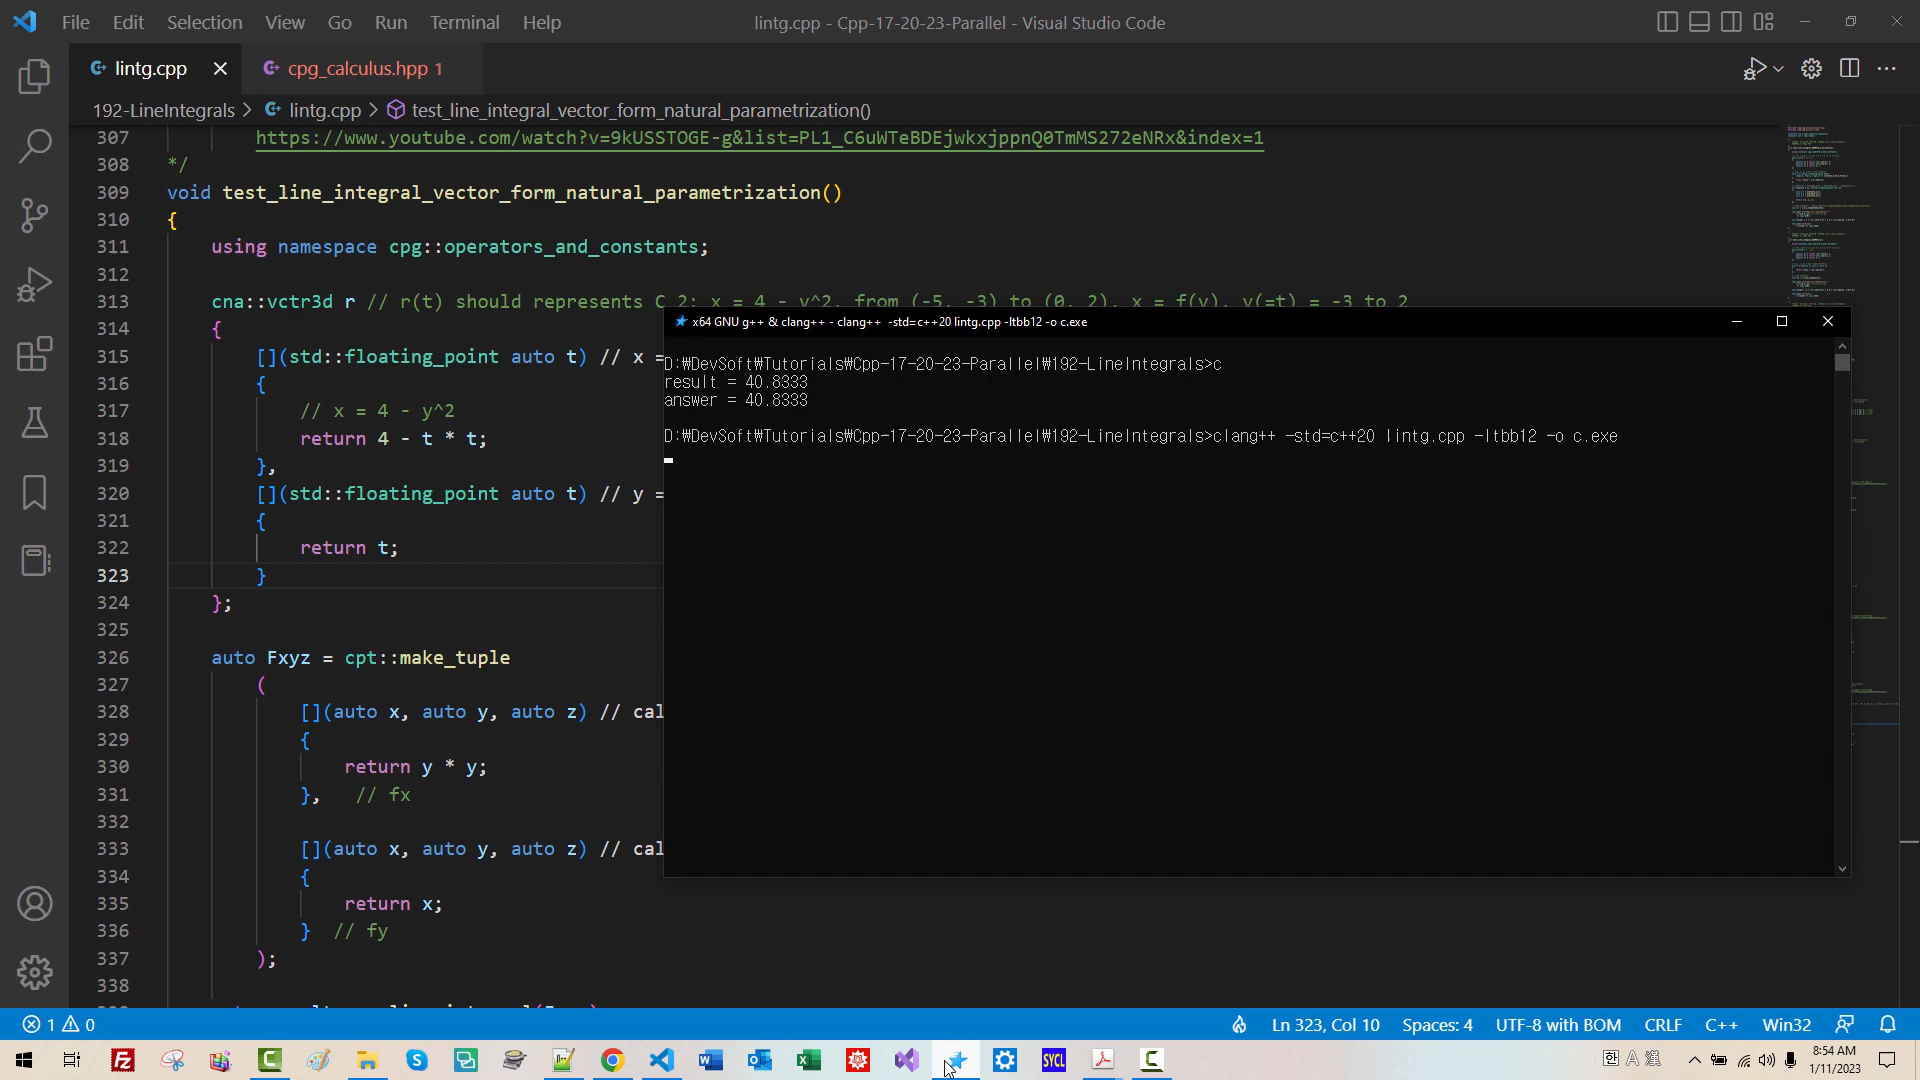 File Edit Selection View Go Run Terminal Help
lintg.cpp - Cpp-17-20-23-Parallel - Visual Studio Code
lintg.cpp
cpg_calculus.hpp 1
192-LineIntegrals > lintg.cpp > test_line_integral_vector_form_natural_parametrization()
307 https://www.youtube.com/watch?v=9kUSSTOGE-g&list=PL1_C6uWTeBDEjwkxjppnQ0TmMS272eNRx&index=1
308 */
309 void test_line_integral_vector_form_natural_parametrization()
310 {
311 using namespace cpg::operators_and_constants;
312
313 cna::vctr3d r // r(t) should represents C_2: x = 4 - y^2, from (-5, -3) to (0, 2), x = f(y), y(=t) = -3 to 2
314 {
315 [](std::floating_point auto t) // x =
316 {
317 // x = 4 - y^2
318 return 4 - t * t;
319 },
320 [](std::floating_point auto t) // y =
321 {
322 return t;
323 }
324 };
325
326 auto Fxyz = cpt::make_tuple
327 (
328 [](auto x, auto y, auto z) // cal
329 {
330 return y * y;
331 }, // fx
332
333 [](auto x, auto y, auto z) // cal
334 {
335 return x;
336 } // fy
337 );
338
x64 GNU g++ & clang++ - clang++ -std=c++20 lintg.cpp -ltbb12 -o c.exe
D:₩DevSoft₩Tutorials₩Cpp-17-20-23-Parallel₩192-LineIntegrals>c
result = 40.8333
answer = 40.8333
D:₩DevSoft₩Tutorials₩Cpp-17-20-23-Parallel₩192-LineIntegrals>clang++ -std=c++20 lintg.cpp -ltbb12 -o c.exe
1 0
Ln 323, Col 10 Spaces: 4 UTF-8 with BOM CRLF C++ Win32
SYCL
한 A 漢
8:54 AM
1/11/2023